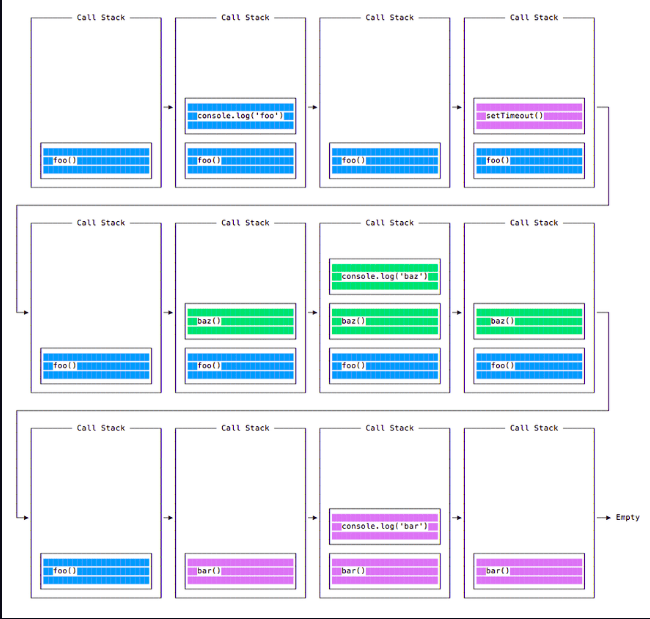 Call Stack Call Stack Call Stack Call Stack
console.log('foo') setTimeout()
foo() foo() foo() foo()
Call Stack Call Stack Call Stack Call Stack
console.log('baz')
baz() baz() baz()
foo() foo() foo() foo()
Call Stack Call Stack Call Stack Call Stack
Empty
console.log('bar')
foo() bar() bar() bar()